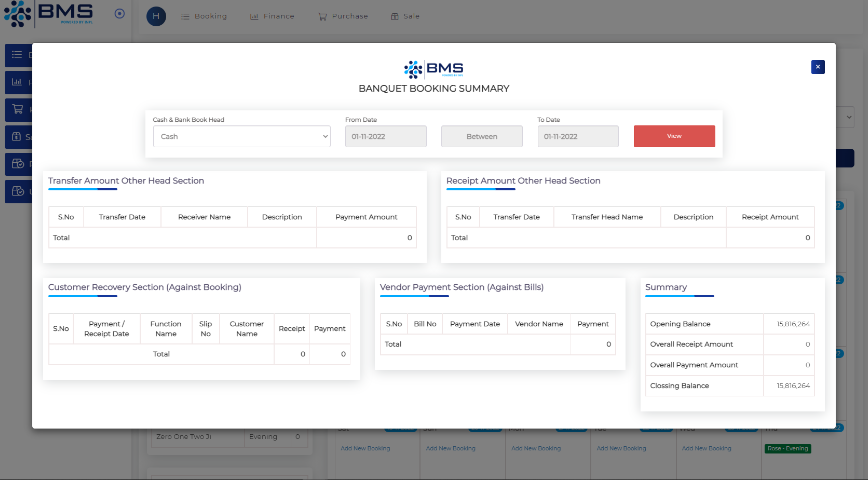 BMS
H
Booking
Finance
Purchase
Sale
BMS
×
BANQUET BOOKING SUMMARY
Cash & Bank Book Head
From Date
To Date
Cash
01-11-2022
Between
01-11-2022
View
Transfer Amount Other Head Section
S.No
Transfer Date
Receiver Name
Description
Payment Amount
Total
0
Receipt Amount Other Head Section
S.No
Transfer Date
Transfer Head Name
Description
Receipt Amount
Total
0
Customer Recovery Section (Against Booking)
S.No
Payment /
Receipt Date
Function
Name
Slip
No
Customer
Name
Receipt
Payment
Total
0
0
Vendor Payment Section (Against Bills)
S.No
Bill No
Payment Date
Vendor Name
Payment
Total
0
Summary
Opening Balance
15,816,264
Overall Receipt Amount
0
Overall Payment Amount
0
Clossing Balance
15,816,264
Zero One Two Ji
Evening
0
Add New Booking
Add New Booking
Add New Booking
Add New Booking
Add New Booking
Rose - Evening